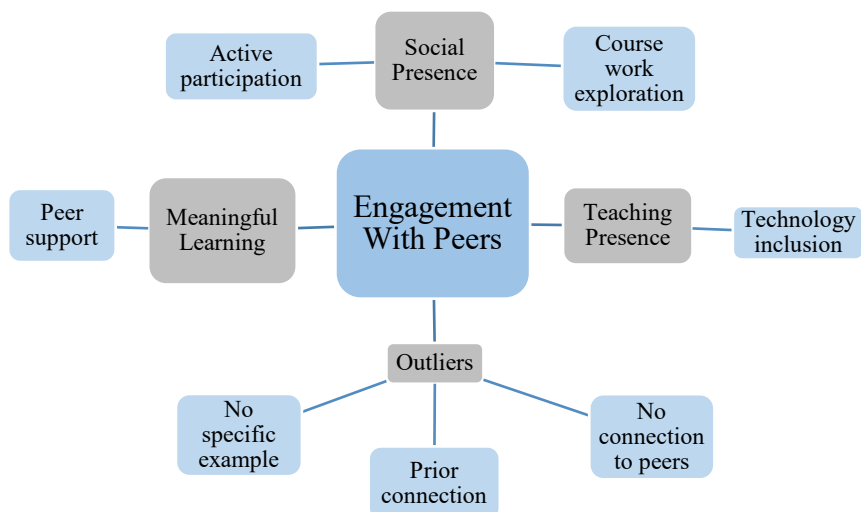 Active
participation
Social
Presence
Course
work
exploration
Peer
support
Meaningful
Learning
Engagement
With Peers
Teaching
Presence
Technology
inclusion
Outliers
No
specific
example
Prior
connection
No
connection
to peers